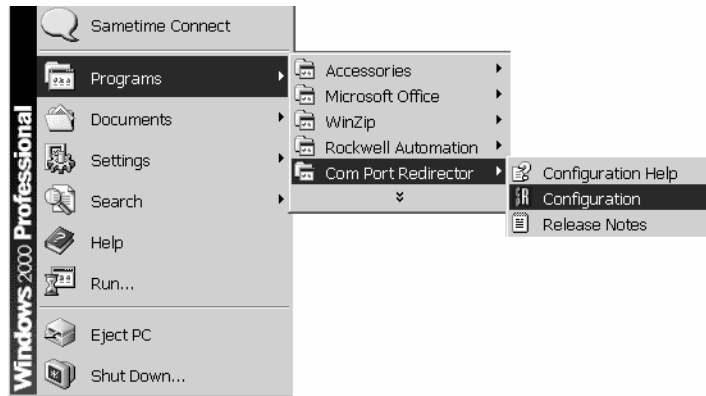 Windows 2000 Professional
Sametime Connect
Programs
Documents
Settings
Search
Help
Run...
Eject PC
Shut Down...
Accessories
Microsoft Office
WinZip
Rockwell Automation
Com Port Redirector
Configuration Help
Configuration
Release Notes